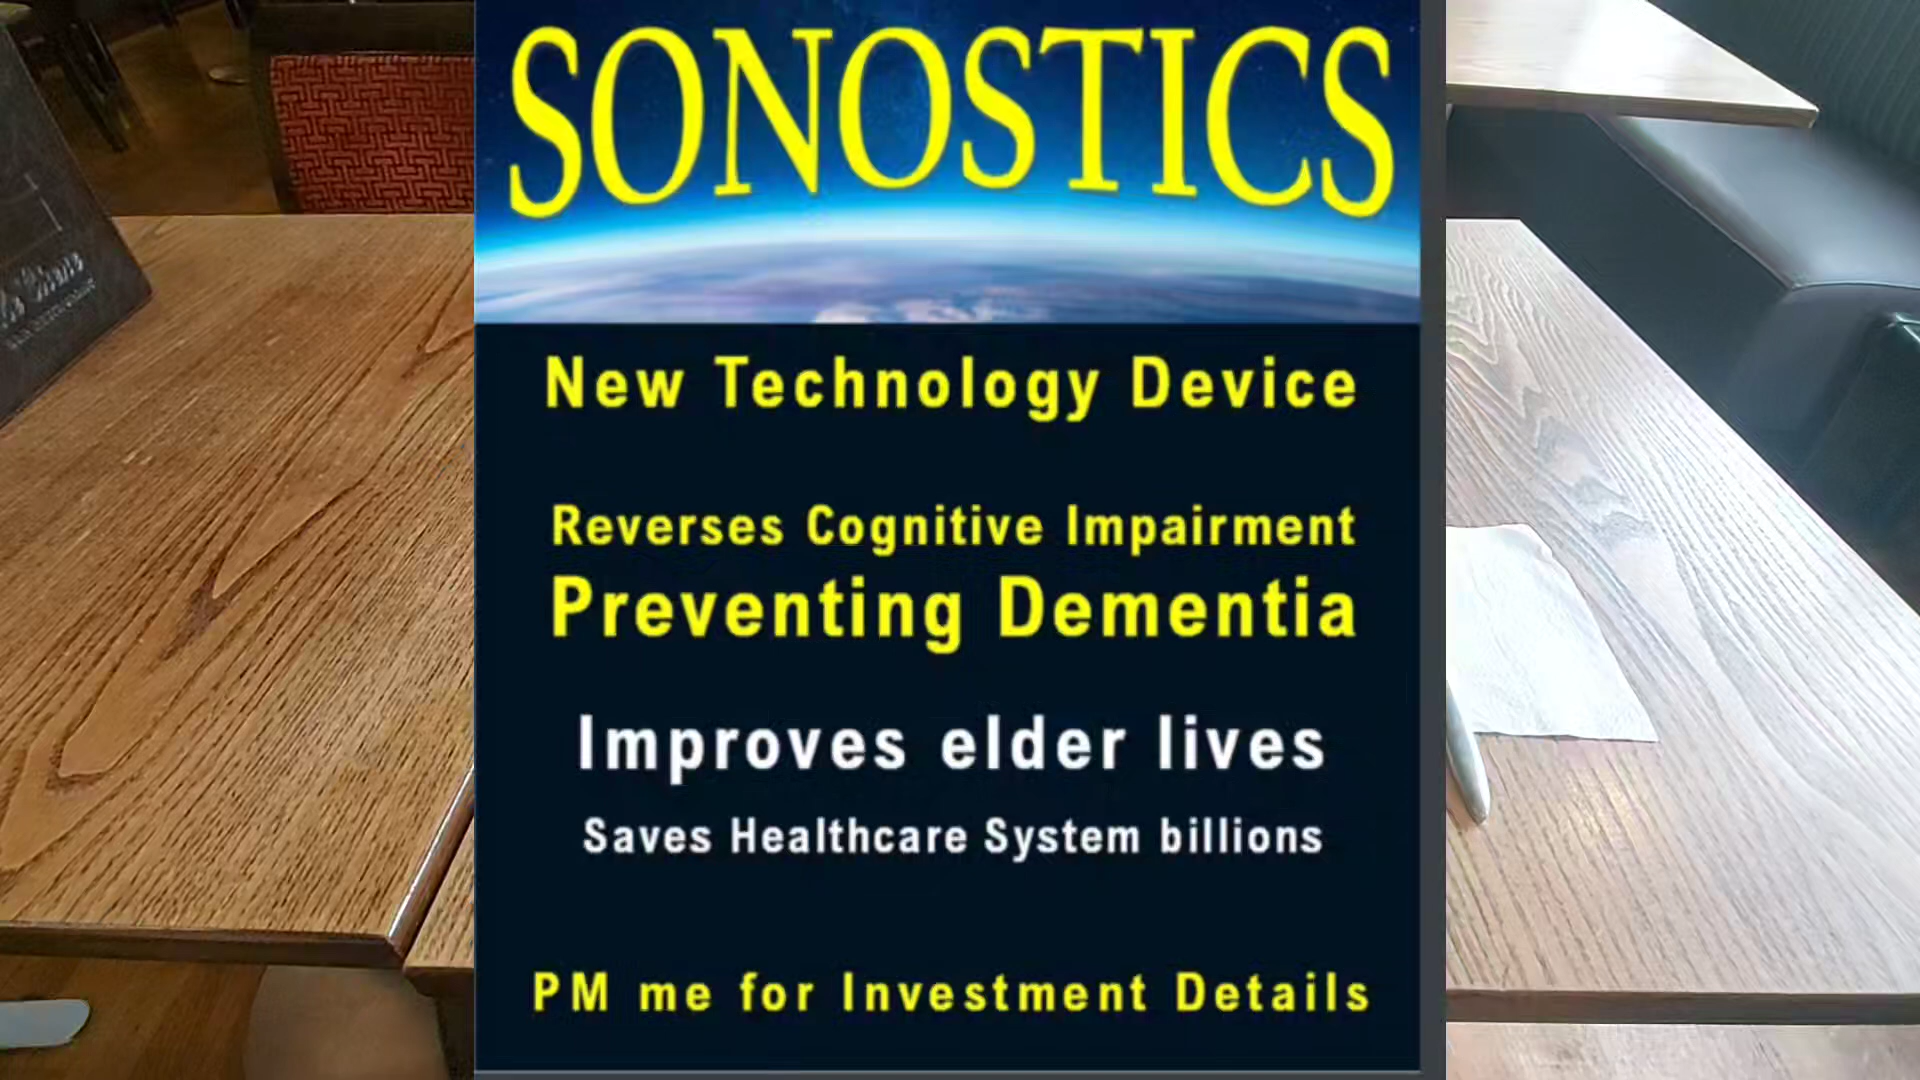 SONOSTICS
New Technology Device
Reverses Cognitive Impairment
Preventing Dementia
Improves elder lives
Saves Healthcare System billions
PM me for Investment Details